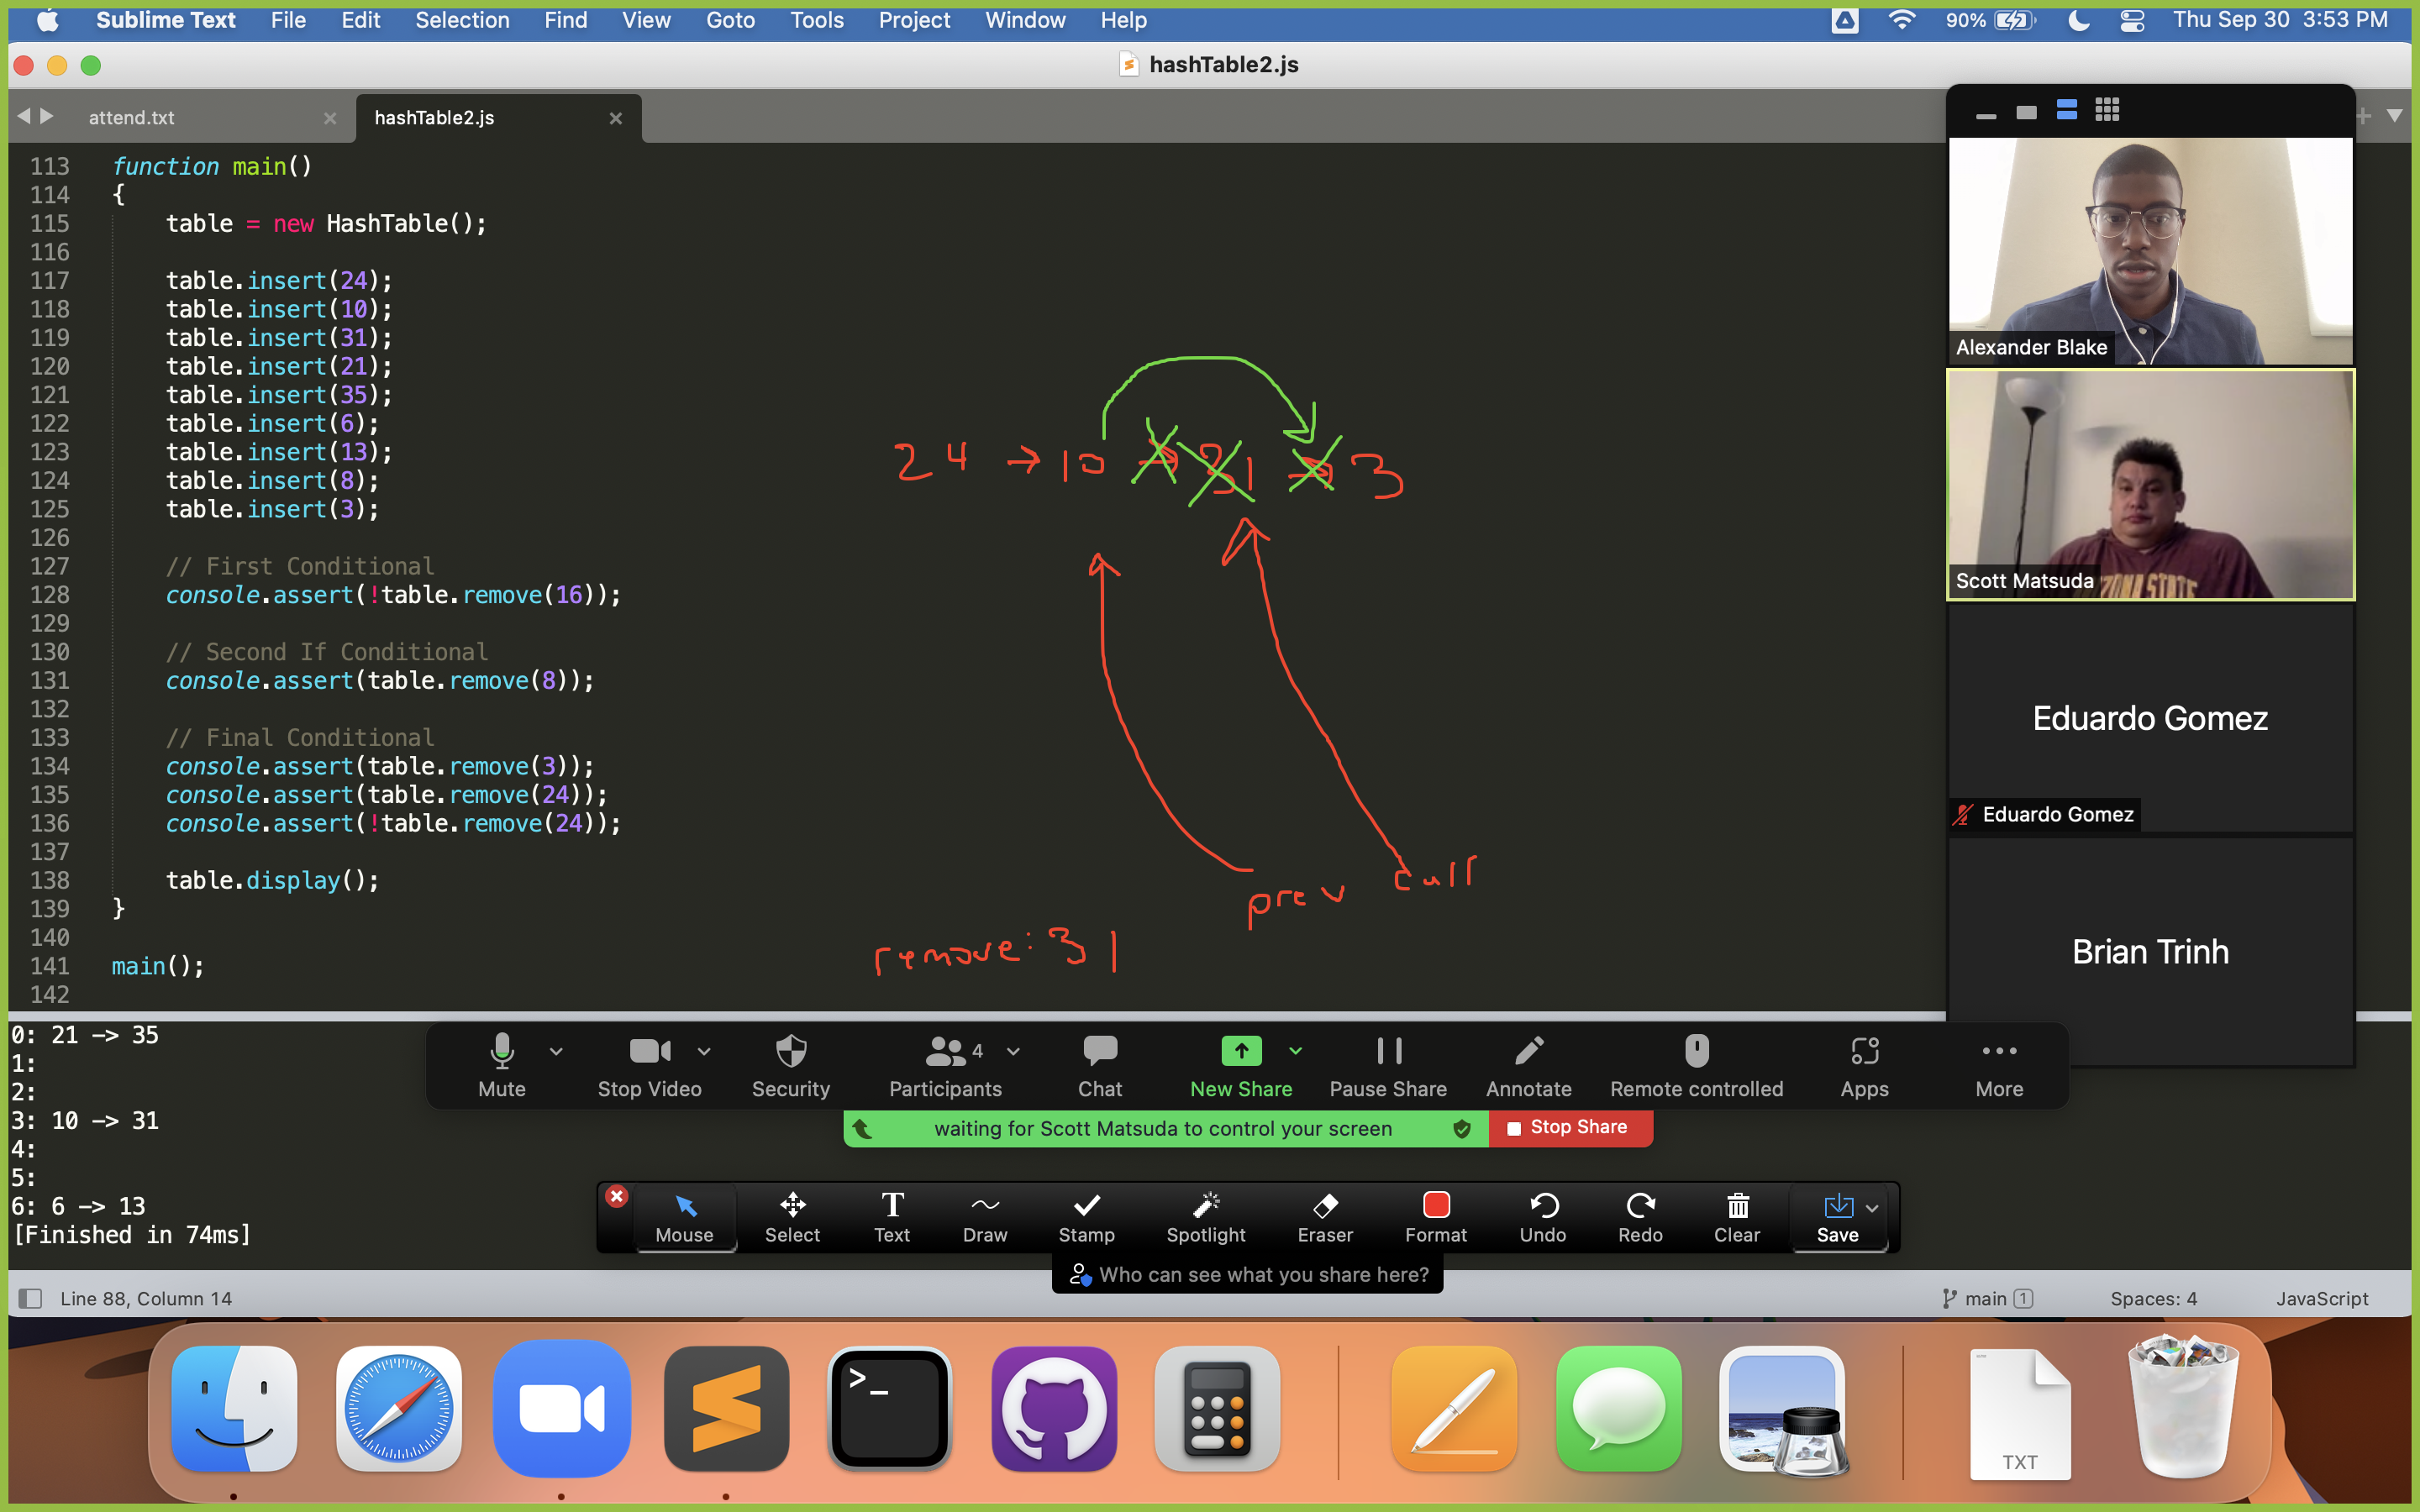 Sublime Text File Edit Selection Find View Goto Tools Project Window Help 90% Thu Sep 30 3:53 PM
hashTable2.js
attend.txt hashTable2.js
113 function main()
114 {
115 table = new HashTable();
116
117 table.insert(24);
118 table.insert(10);
119 table.insert(31);
120 table.insert(21);
121 table.insert(35);
122 table.insert(6);
123 table.insert(13);
124 table.insert(8);
125 table.insert(3);
126
127 // First Conditional
128 console.assert(!table.remove(16));
129
130 // Second If Conditional
131 console.assert(table.remove(8));
132
133 // Final Conditional
134 console.assert(table.remove(3));
135 console.assert(table.remove(24));
136 console.assert(!table.remove(24));
137
138 table.display();
139 }
140
141 main();
142
24 → 10 → 31 → 3
prev curr
remove: 31
Alexander Blake
Scott Matsuda
ZONA STATE
Eduardo Gomez
Eduardo Gomez
Brian Trinh
0: 21 —> 35
1:
2:
3: 10 —> 31
4:
5:
6: 6 —> 13
[Finished in 74ms]
Mute Stop Video Security Participants 4 Chat New Share Pause Share Annotate Remote controlled Apps More
waiting for Scott Matsuda to control your screen Stop Share
Mouse Select Text Draw Stamp Spotlight Eraser Format Undo Redo Clear Save
Who can see what you share here?
Line 88, Column 14 main 1 Spaces: 4 JavaScript
TXT